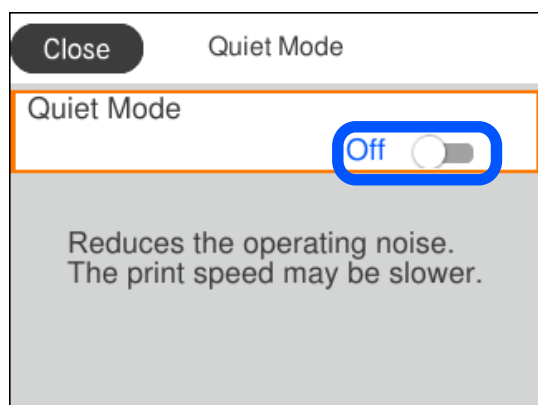 Close Quiet Mode
Quiet Mode
Off
Reduces the operating noise.
The print speed may be slower.